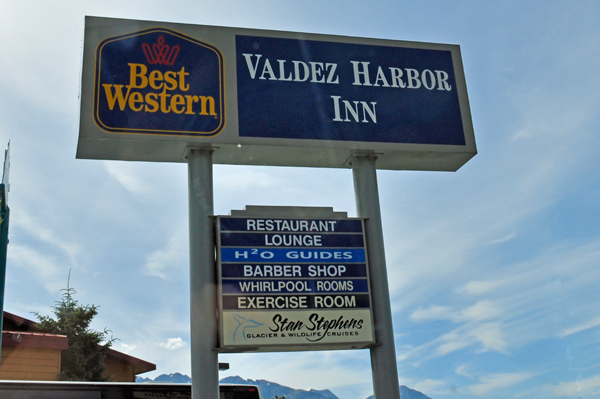 Best
Western
VALDEZ HARBOR
INN
RESTAURANT
LOUNGE
H²O GUIDES
BARBER SHOP
WHIRLPOOL ROOMS
EXERCISE ROOM
Stan Stephens
GLACIER & WILDLIFE CRUISES